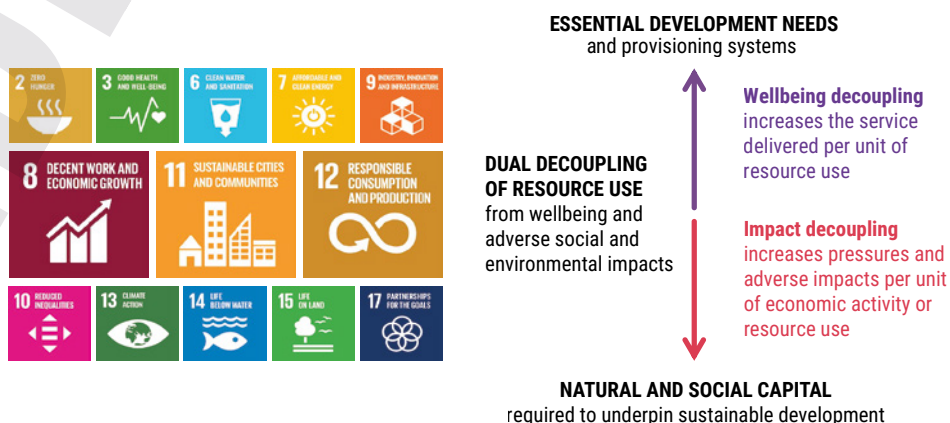 ESSENTIAL DEVELOPMENT NEEDS
and provisioning systems
2 ZERO
HUNGER
3 GOOD HEALTH
AND WELL-BEING
6 CLEAN WATER
AND SANITATION
7 AFFORDABLE AND
CLEAN ENERGY
9 INDUSTRY, INNOVATION
AND INFRASTRUCTURE
8 DECENT WORK AND
ECONOMIC GROWTH
11 SUSTAINABLE CITIES
AND COMMUNITIES
12 RESPONSIBLE
CONSUMPTION
AND PRODUCTION
10 REDUCED
INEQUALITIES
13 CLIMATE
ACTION
14 LIFE
BELOW WATER
15 LIFE
ON LAND
17 PARTNERSHIPS
FOR THE GOALS
DUAL DECOUPLING
OF RESOURCE USE
from wellbeing and
adverse social and
environmental impacts
Wellbeing decoupling
increases the service
delivered per unit of
resource use
Impact decoupling
increases pressures and
adverse impacts per unit
of economic activity or
resource use
NATURAL AND SOCIAL CAPITAL
required to underpin sustainable development